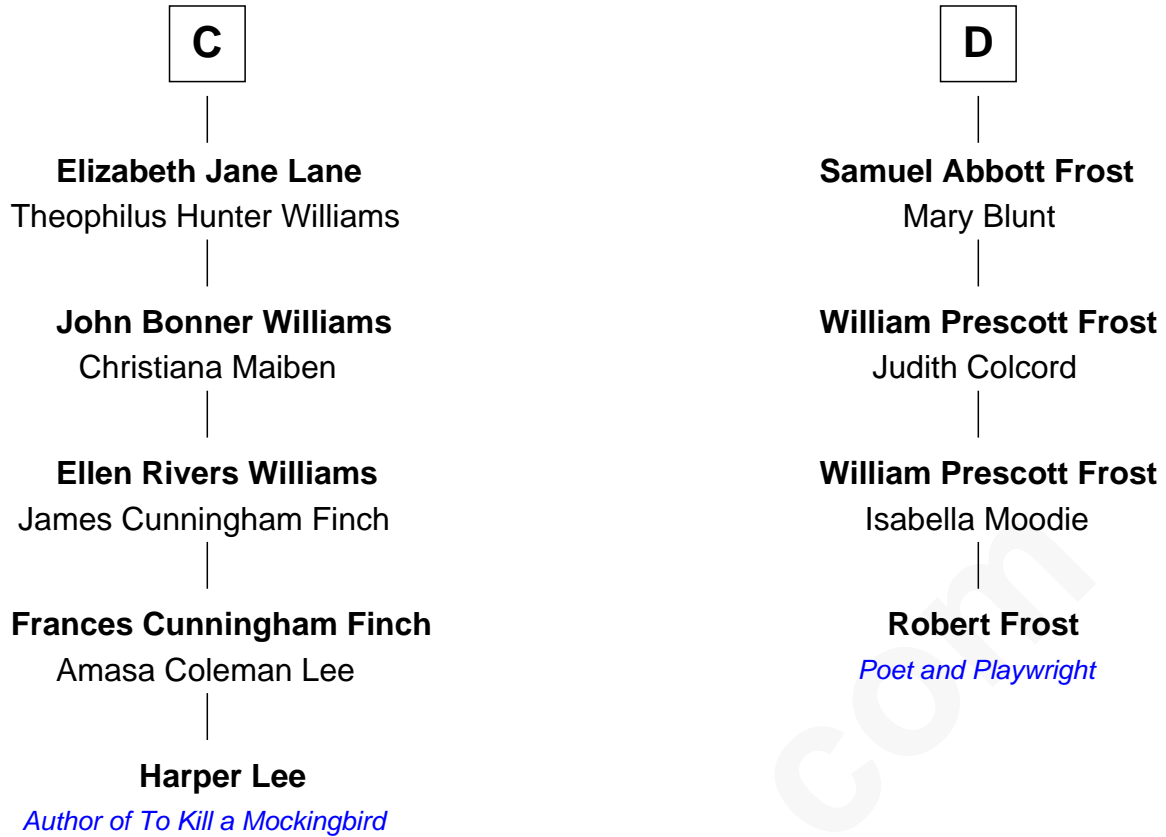 C
Elizabeth Jane Lane
Theophilus Hunter Williams
John Bonner Williams
Christiana Maiben
Ellen Rivers Williams
James Cunningham Finch
Frances Cunningham Finch
Amasa Coleman Lee
Harper Lee
Author of To Kill a Mockingbird
D
Samuel Abbott Frost
Mary Blunt
William Prescott Frost
Judith Colcord
William Prescott Frost
Isabella Moodie
Robert Frost
Poet and Playwright
com